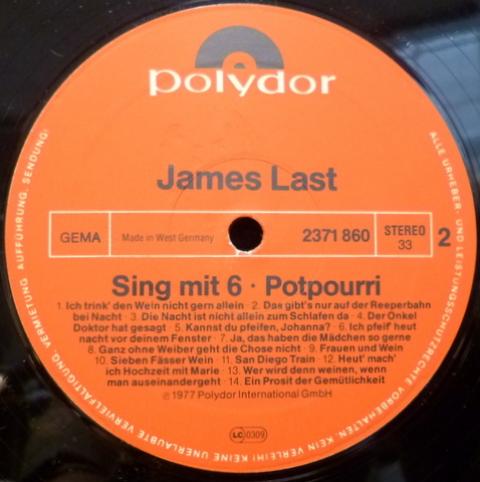 polydor
James Last
GEMA
Made in West Germany
2371 860
STEREO
33
2
Sing mit 6 · Potpourri
1. Ich trink' den Wein nicht gern allein · 2. Das gibt's nur auf der Reeperbahn
bei Nacht · 3. Die Nacht ist nicht allein zum Schlafen da · 4. Der Onkel
Doktor hat gesagt · 5. Kannst du pfeifen, Johanna? · 6. Ich pfeif' heut
nacht vor deinem Fenster · 7. Ja, das haben die Mädchen so gerne
8. Ganz ohne Weiber geht die Chose nicht · 9. Frauen und Wein
10. Sieben Fässer Wein · 11. San Diego Train · 12. Heut' mach'
ich Hochzeit mit Marie · 13. Wer wird denn weinen, wenn
man auseinandergeht · 14. Ein Prosit der Gemütlichkeit
℗ 1977 Polydor International GmbH
LC 0309
ALLE URHEBER- UND LEISTUNGSSCHUTZRECHTE VORBEHALTEN. KEIN VERLEIH! KEINE UNERLAUBTE VERVIELFÄLTIGUNG, VERMIETUNG, AUFFÜHRUNG, SENDUNG!